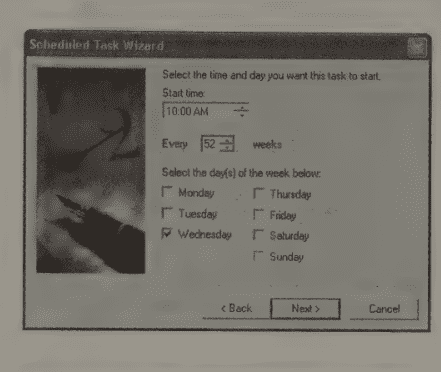 Scheduled Task Wizard
Select the time and day you want this task to start.
Start time:
10:00 AM
Every 52 weeks
Select the day(s) of the week below:
Monday Thursday
Tuesday Friday
Wednesday Saturday
Sunday
< Back Next > Cancel